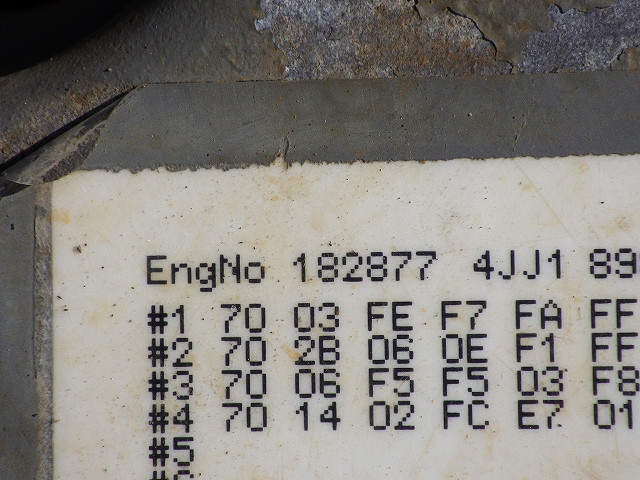 EngNo 182877 4JJ1 89
#1 70 03 FE F7 FA FF
#2 70 2B 06 0E F1 FF
#3 70 06 F5 F5 03 F8
#4 70 14 02 FC E7 01
#5